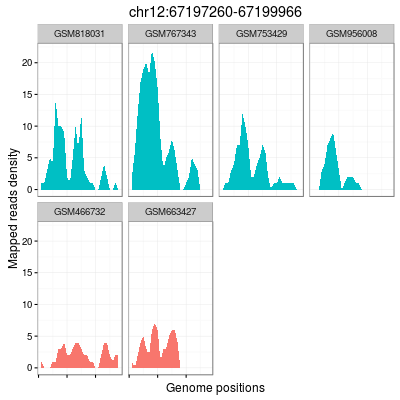 chr12:67197260-67199966
GSM818031 GSM767343 GSM753429 GSM956008
20
15
10
5
0
Mapped reads density
GSM466732 GSM663427
20
15
10
5
0
Genome positions